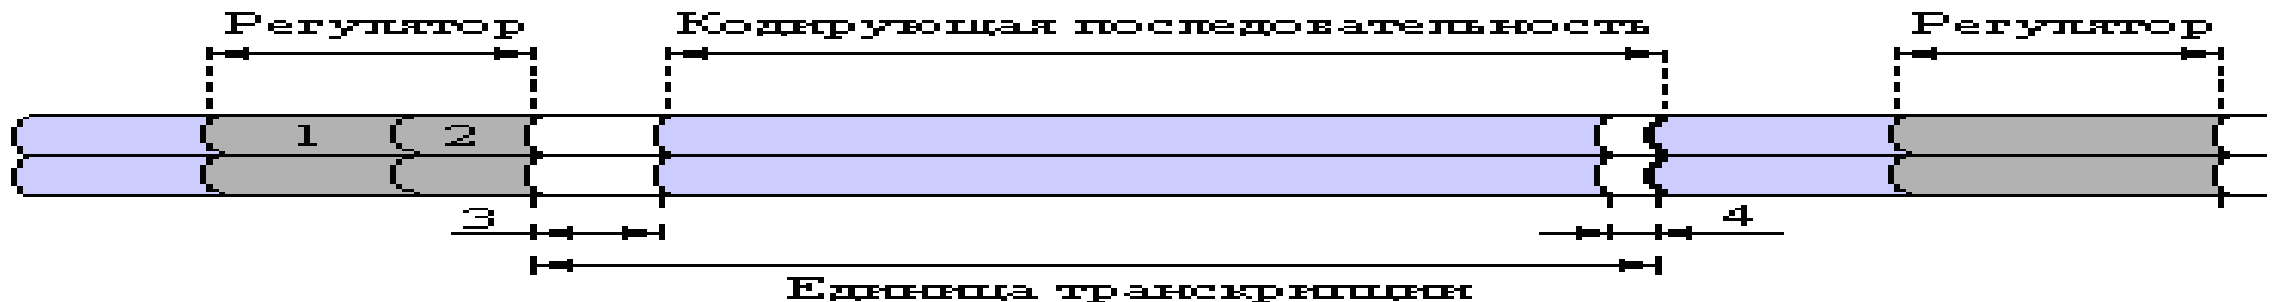 Регулятор Кодирующая последовательность Регулятор
1 2
3 4
Единица транскрипции